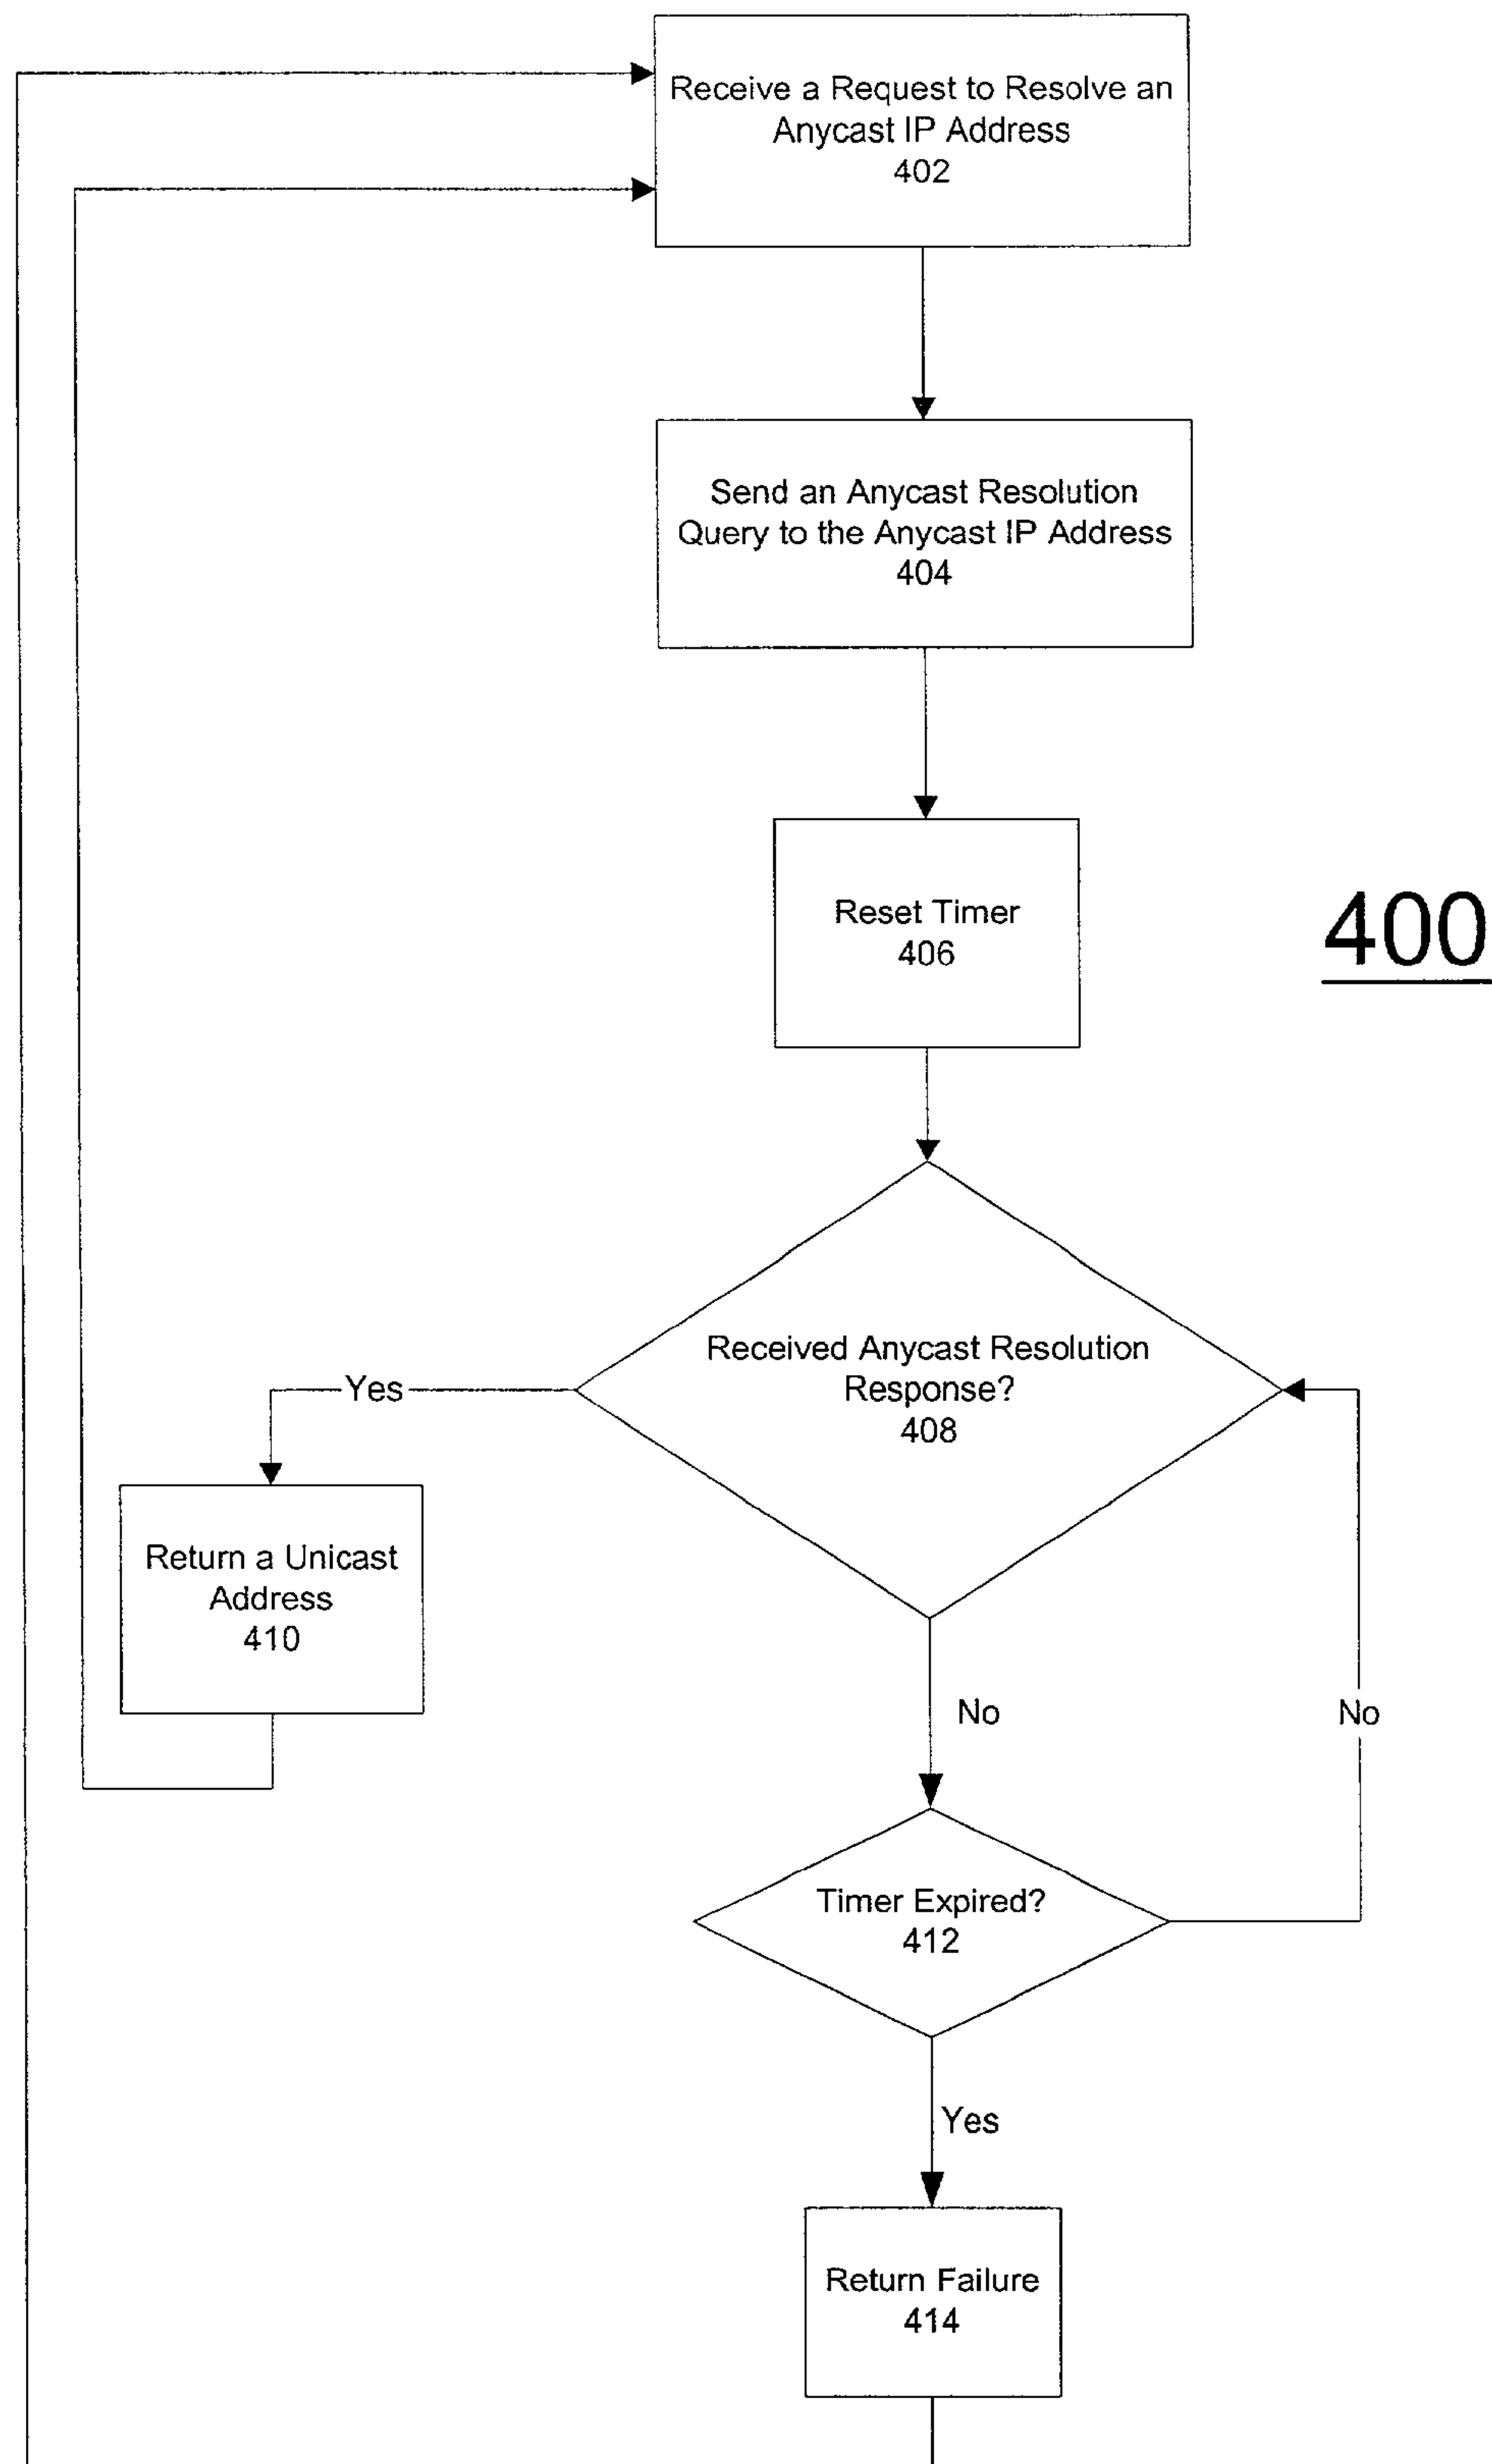 Receive a Request to Resolve an
Anycast IP Address
402
Send an Anycast Resolution
Query to the Anycast IP Address
404
Reset Timer
406
400
Received Anycast Resolution
Response?
408
Yes
Return a Unicast
Address
410
No
No
Timer Expired?
412
Yes
Return Failure
414